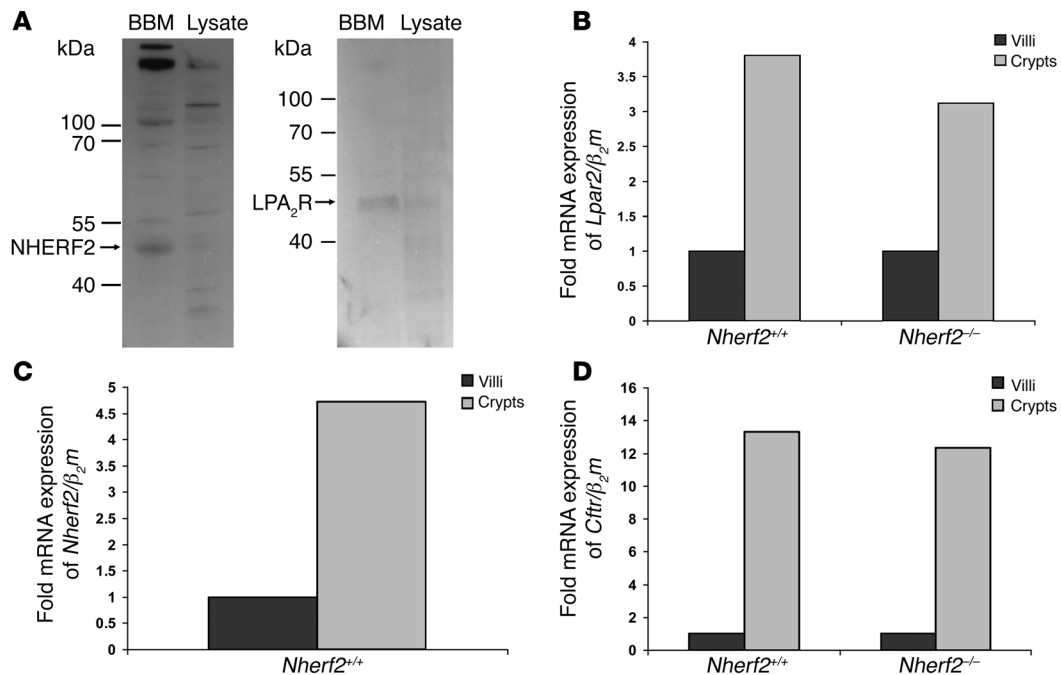 A
BBM Lysate
kDa
100
70
55
NHERF2
40
BBM Lysate
kDa
100
70
55
LPA₂R
40
B
Villi
Crypts
Fold mRNA expression
of Lpar2/β₂m
4
3.5
3
2.5
2
1.5
1
0.5
0
Nherf2⁺/⁺
Nherf2⁻/⁻
C
Villi
Crypts
Fold mRNA expression
of Nherf2/β₂m
5
4.5
4
3.5
3
2.5
2
1.5
1
0.5
0
Nherf2⁺/⁺
D
Villi
Crypts
Fold mRNA expression
of Cftr/β₂m
16
14
12
10
8
6
4
2
0
Nherf2⁺/⁺
Nherf2⁻/⁻